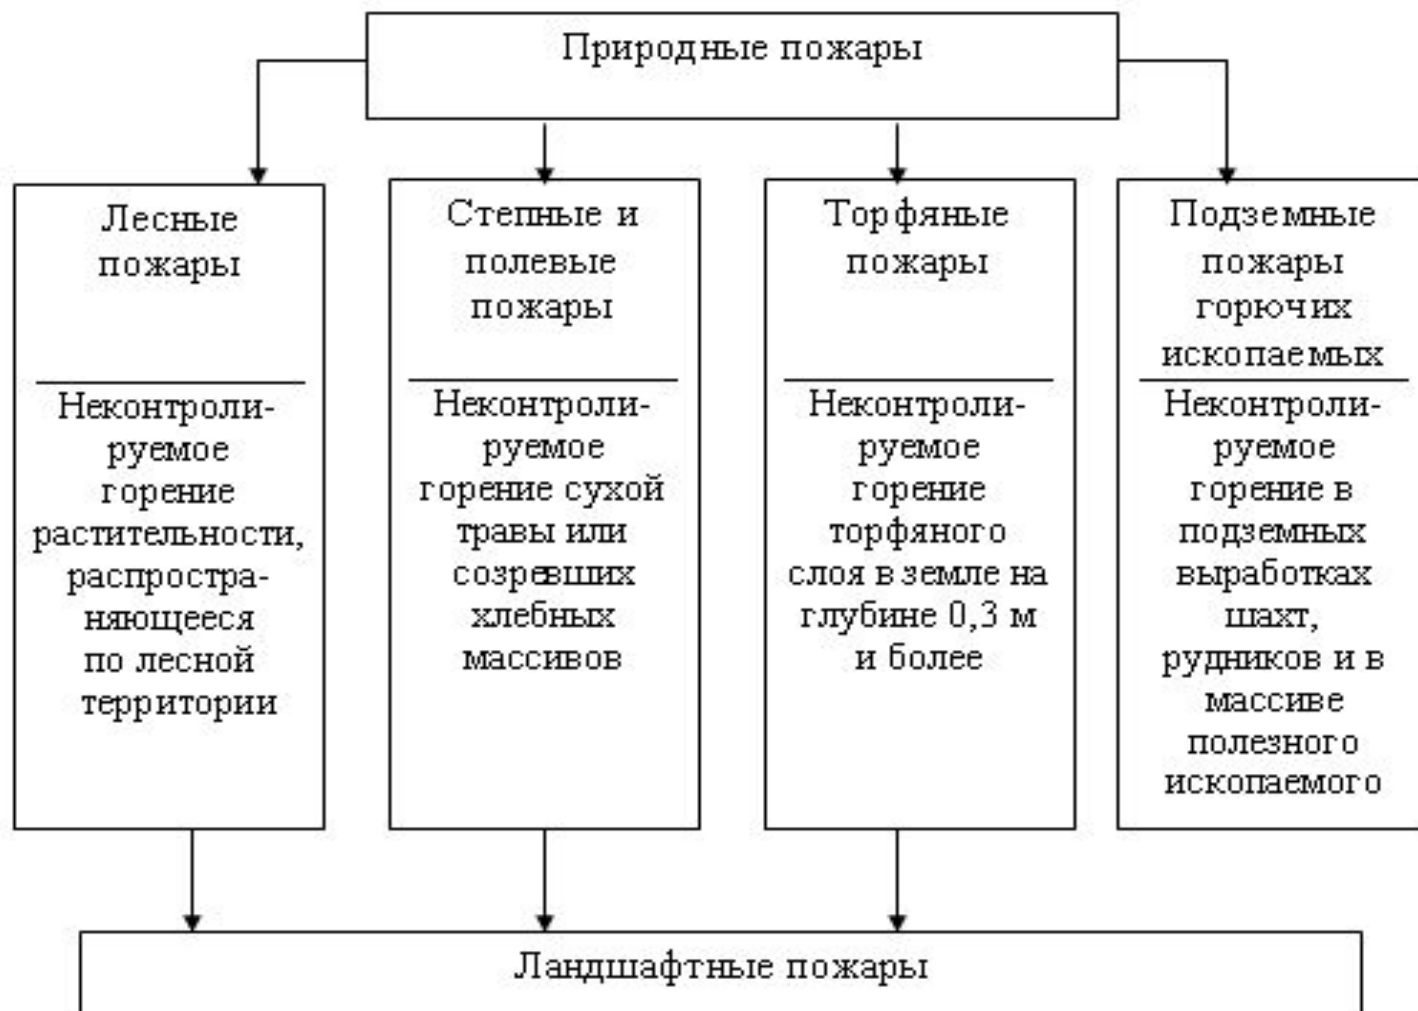 Природные пожары
Лесные
пожары
Неконтроли-
руемое
горение
растительности,
распростра-
няющееся
по лесной
территории
Степные и
полевые
пожары
Неконтроли-
руемое
горение сухой
травы или
созревших
хлебных
массивов
Торфяные
пожары
Неконтроли-
руемое
горение
торфяного
слоя в земле на
глубине 0,3 м
и более
Подземные
пожары
горючих
ископаемых
Неконтроли-
руемое
горение в
подземных
выработках
шахт,
рудников и в
массиве
полезного
ископаемого
Ландшафтные пожары